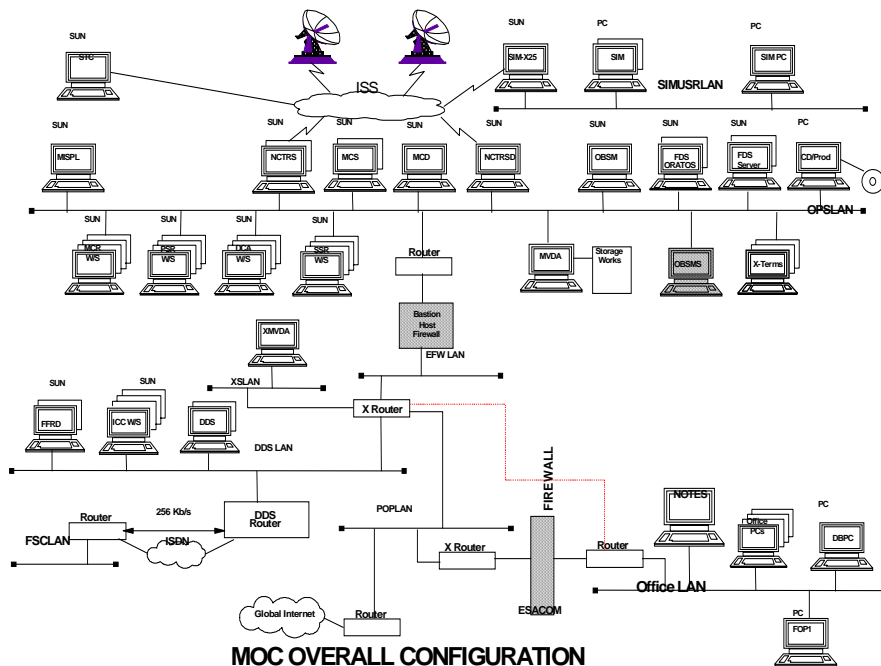 SUN
STC
SUN
SIM-X25
PC
SIM
PC
SIM PC
ISS
SIMUSRLAN
SUN
MISPL
SUN
NCTRS
SUN
MCS
SUN
MCD
SUN
NCTRSD
SUN
OBSM
SUN
FDS
ORATOS
SUN
FDS
Server
PC
CD/Prod
OPSLAN
SUN
MCR
W/S
SUN
PSR
W/S
SUN
DCA
W/S
SUN
SSR
W/S
Router
MVDA
Storage
Works
OBSMS
X-Terms
Bastion
Host
Firewall
EFW LAN
XMVDA
XSLAN
X Router
SUN
FFRD
SUN
ICC W/S
DDS
DDS LAN
FIREWALL
Router
256 Kb/s
DDS
Router
POPLAN
FSCLAN
ISDN
X Router
Router
NOTES
Office
PCs
PC
DBPC
Office LAN
ESACOM
Global Internet
Router
PC
FOP1
MOC OVERALL CONFIGURATION